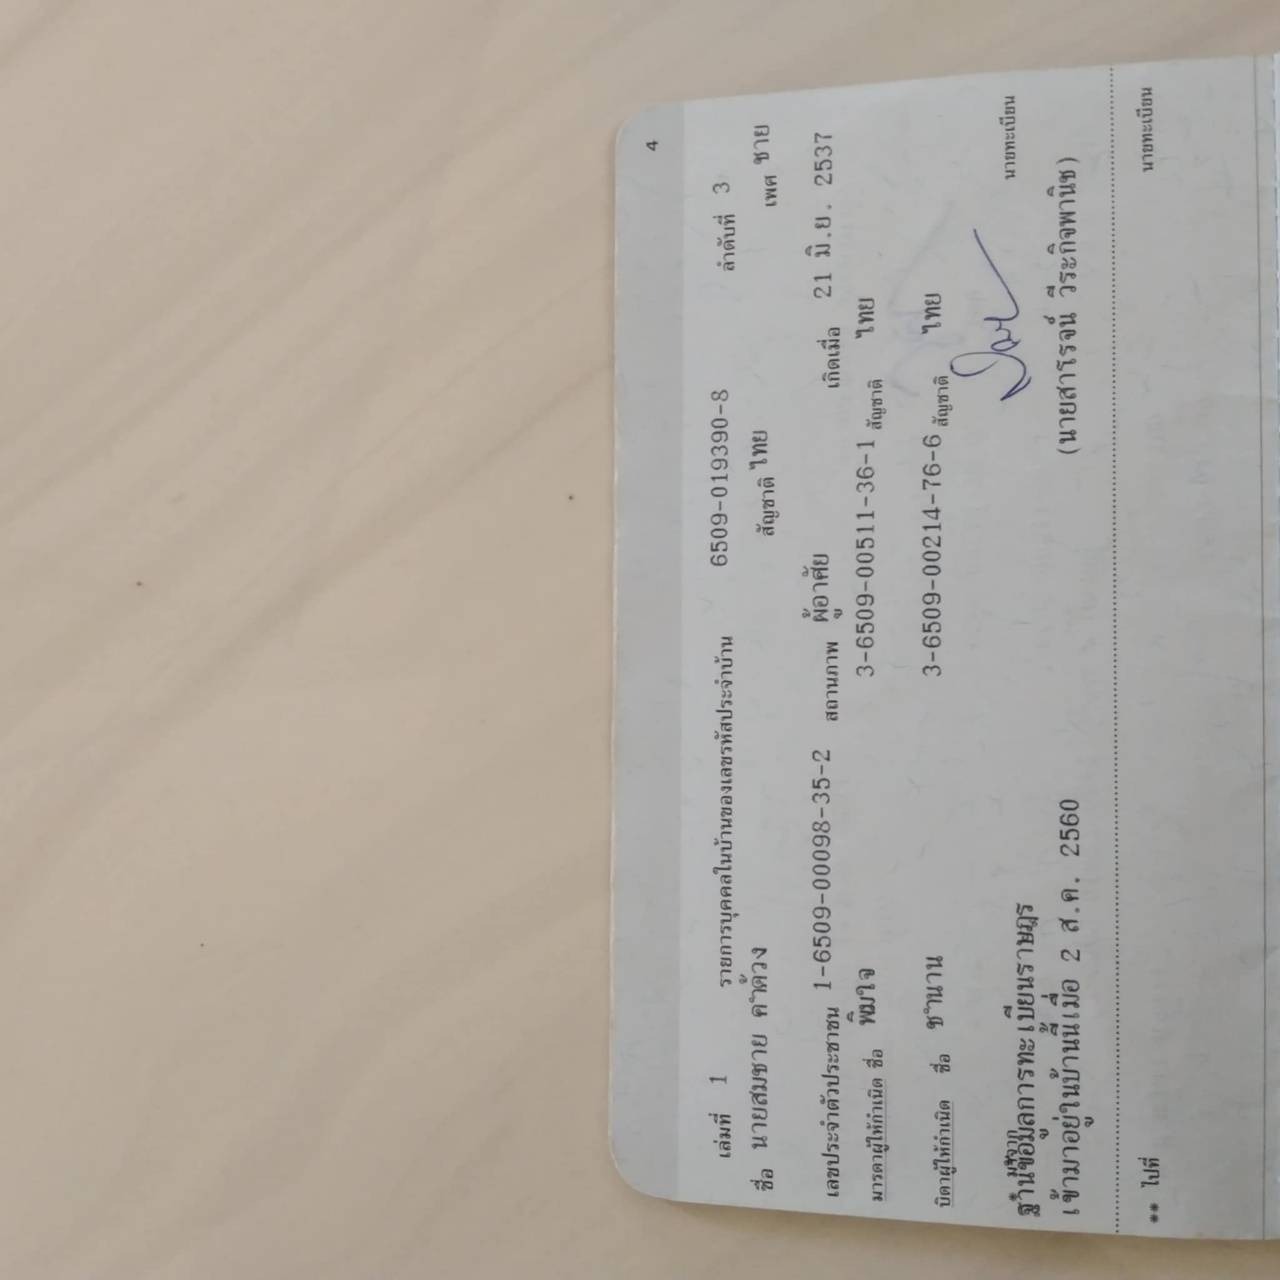 4
เล่มที่ 1 รายการบุคคลในบ้านของเลขรหัสประจำบ้าน 6509-019390-8 ลำดับที่ 3
ชื่อ นายสมชาย คำด้วง สัญชาติ ไทย เพศ ชาย
เลขประจำตัวประชาชน 1-6509-00098-35-2 สถานภาพ ผู้อาศัย เกิดเมื่อ 21 มิ.ย. 2537
มารดาผู้ให้กำเนิด ชื่อ พิมใจ 3-6509-00511-36-1 สัญชาติ ไทย
บิดาผู้ให้กำเนิด ชื่อ ชำนาน 3-6509-00214-76-6 สัญชาติ ไทย
* มาจาก
ฐานข้อมูลการทะเบียนราษฎร นายทะเบียน
เข้ามาอยู่ในบ้านนี้เมื่อ 2 ส.ค. 2560 (นายสาโรจน์ วีระกิจพานิช)
** ไปที่ นายทะเบียน